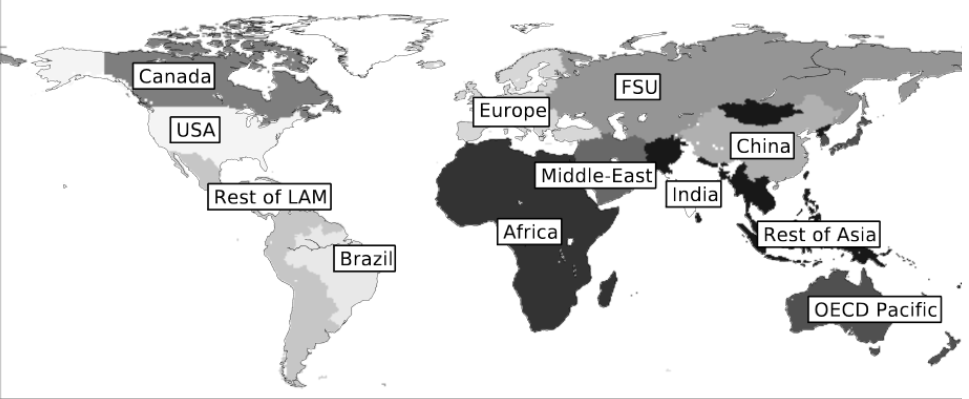 Canada
FSU
Europe
USA
China
Middle-East
India
Rest of LAM
Africa
Rest of Asia
Brazil
OECD Pacific